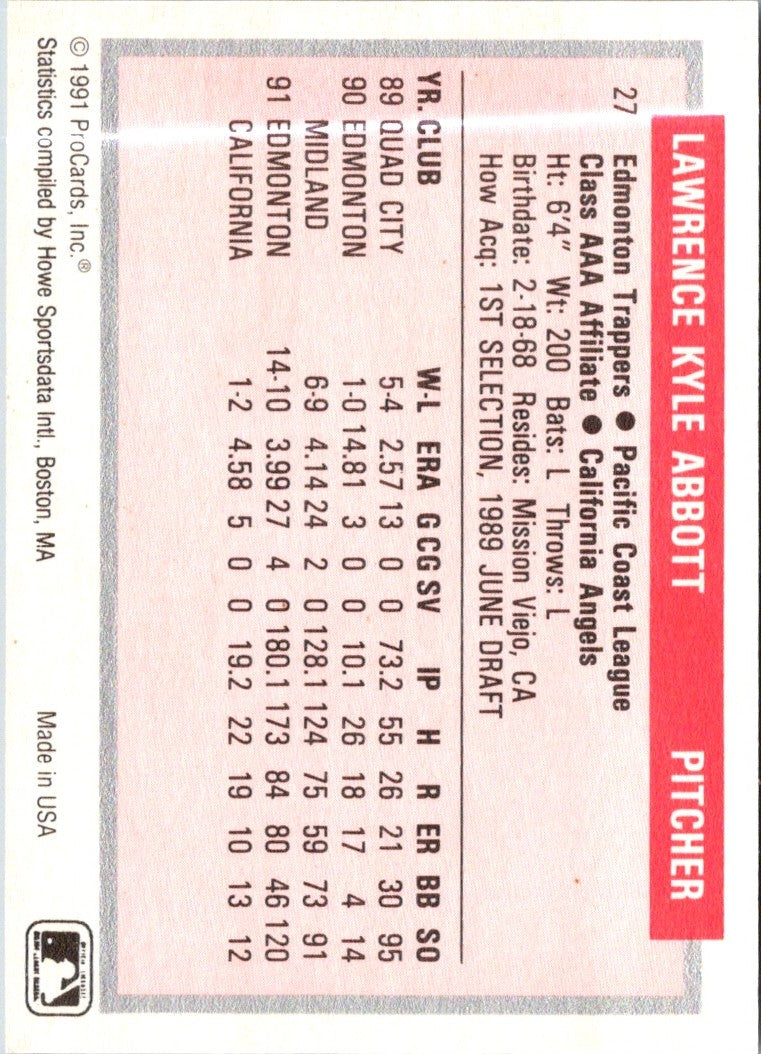 LAWRENCE KYLE ABBOTT PITCHER
27 Edmonton Trappers ● Pacific Coast League
Class AAA Affiliate ● California Angels
Ht: 6'4" Wt: 200 Bats: L Throws: L
Birthdate: 2-18-68 Resides: Mission Viejo, CA
How Acq: 1ST SELECTION, 1989 JUNE DRAFT
YR. CLUB W-L ERA G CG SV IP H R ER BB SO
89 QUAD CITY 5-4 2.57 13 0 0 73.2 55 26 21 30 95
90 EDMONTON 1-0 14.81 3 0 0 10.1 26 18 17 4 14
MIDLAND 6-9 4.14 24 2 0 128.1 124 75 59 73 91
91 EDMONTON 14-10 3.99 27 4 0 180.1 173 84 80 46 120
CALIFORNIA 1-2 4.58 5 0 0 19.2 22 19 10 13 12
© 1991 ProCards, Inc.®
Statistics compiled by Howe Sportsdata Intl., Boston, MA Made in USA